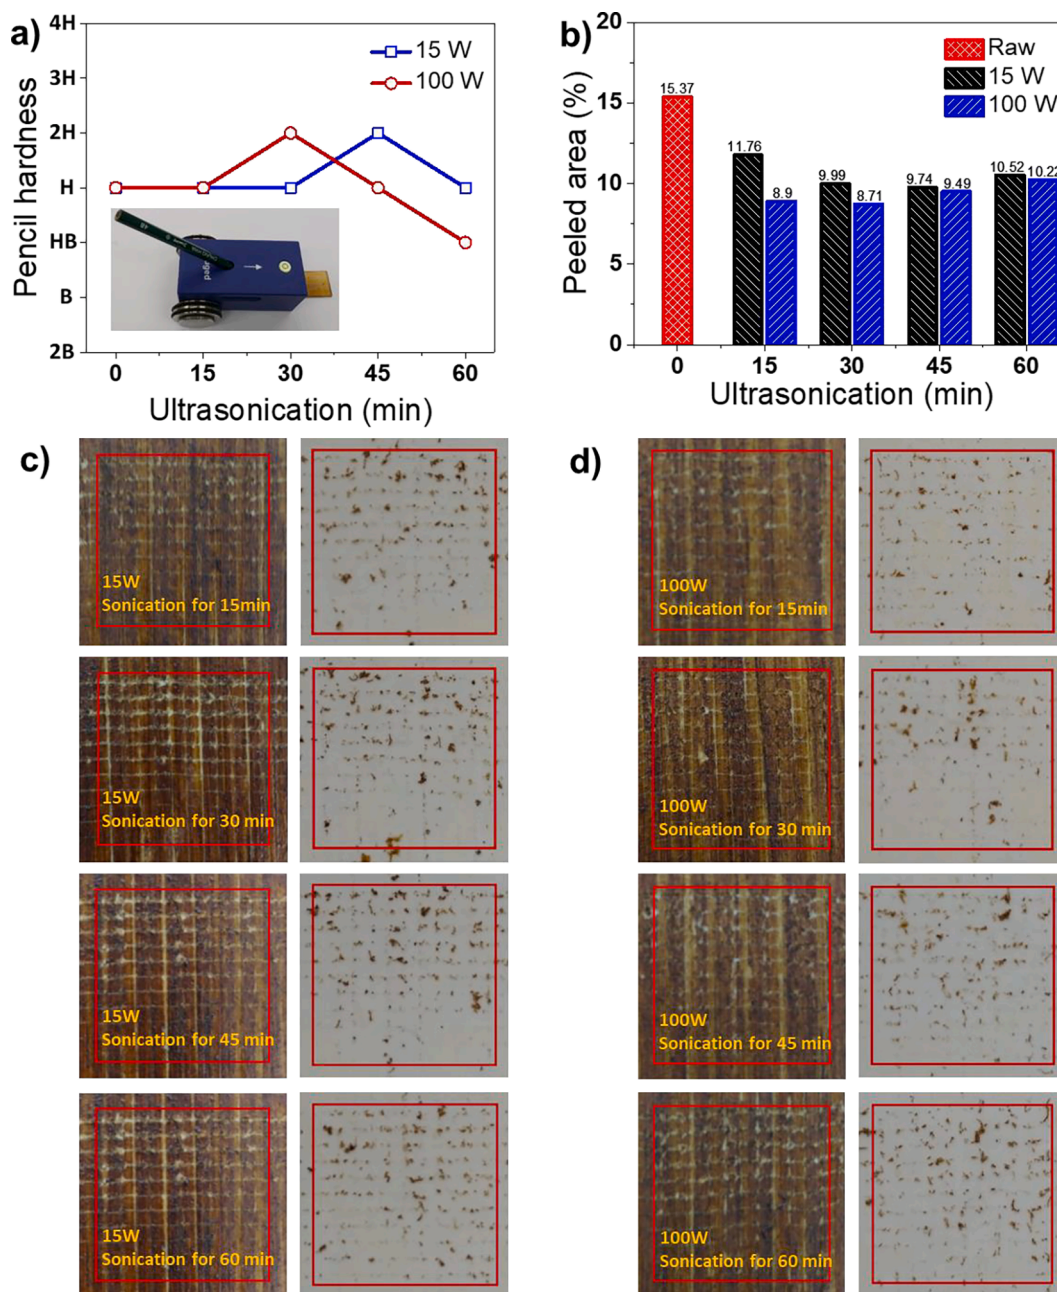 a)
4H
3H
2H
H
HB
B
2B
Pencil hardness
15 W
100 W
0 15 30 45 60
Ultrasonication (min)
b)
20
15
10
5
0
Peeled area (%)
Raw
15 W
100 W
15.37
11.76
8.9
9.99
8.71
9.74
9.49
10.52
10.22
0 15 30 45 60
Ultrasonication (min)
c)
15W
Sonication for 15min
15W
Sonication for 30 min
15W
Sonication for 45 min
15W
Sonication for 60 min
d)
100W
Sonication for 15min
100W
Sonication for 30 min
100W
Sonication for 45 min
100W
Sonication for 60 min